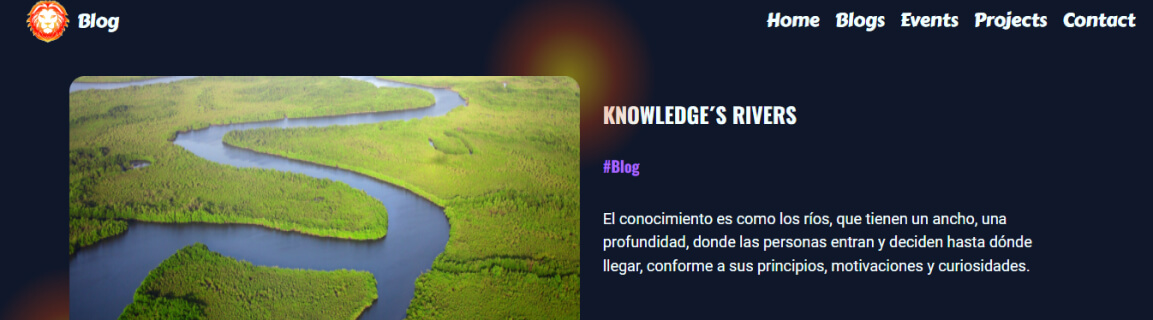 Blog
Home Blogs Events Projects Contact
KNOWLEDGE´S RIVERS
#Blog
El conocimiento es como los ríos, que tienen un ancho, una
profundidad, donde las personas entran y deciden hasta dónde
llegar, conforme a sus principios, motivaciones y curiosidades.